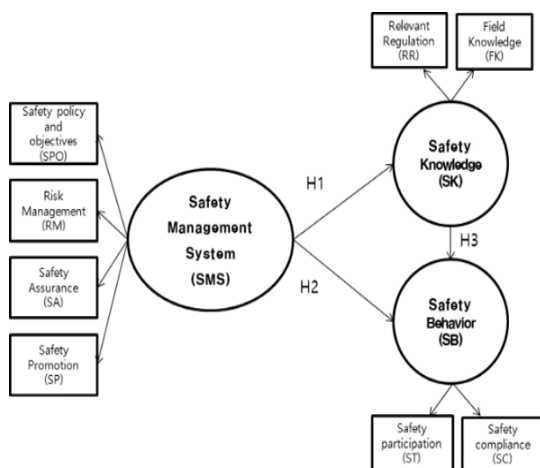 Relevant
Regulation
(RR)
Field
Knowledge
(FK)
Safety policy
and
objectives
(SPO)
Risk
Management
(RM)
Safety
Assurance
(SA)
Safety
Promotion
(SP)
Safety
Management
System
(SMS)
H1
H2
Safety
Knowledge
(SK)
H3
Safety
Behavior
(SB)
Safety
participation
(ST)
Safety
compliance
(SC)